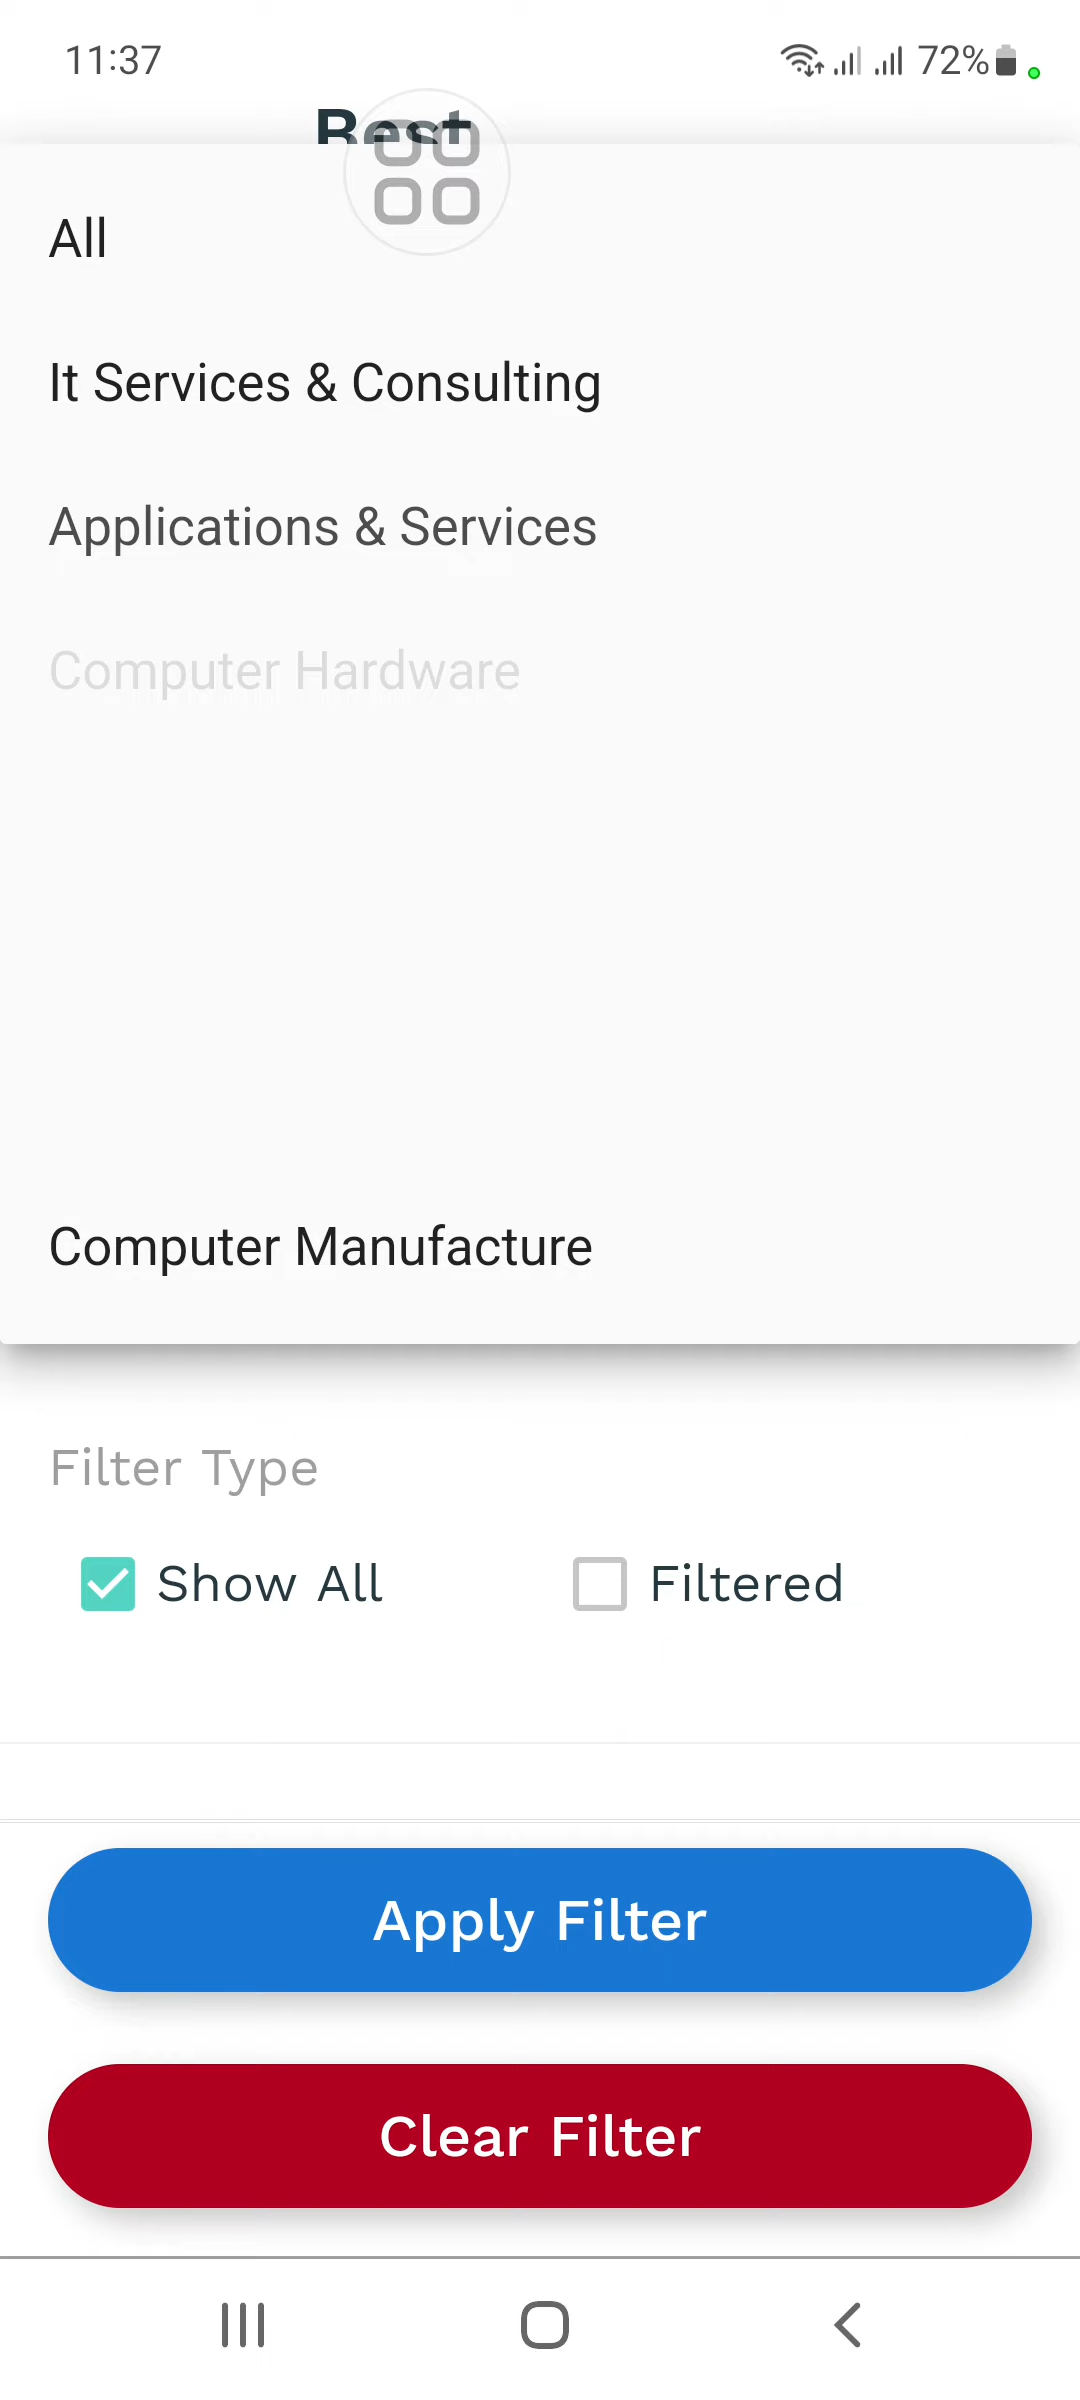 11:37
72%
Best
All
It Services & Consulting
Applications & Services
Computer Hardware
Computer Manufacture
Filter Type
Show All
Filtered
Apply Filter
Clear Filter